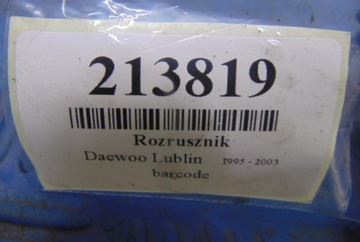 213819
Rozrusznik
Daewoo Lublin 1995 - 2003
barcode